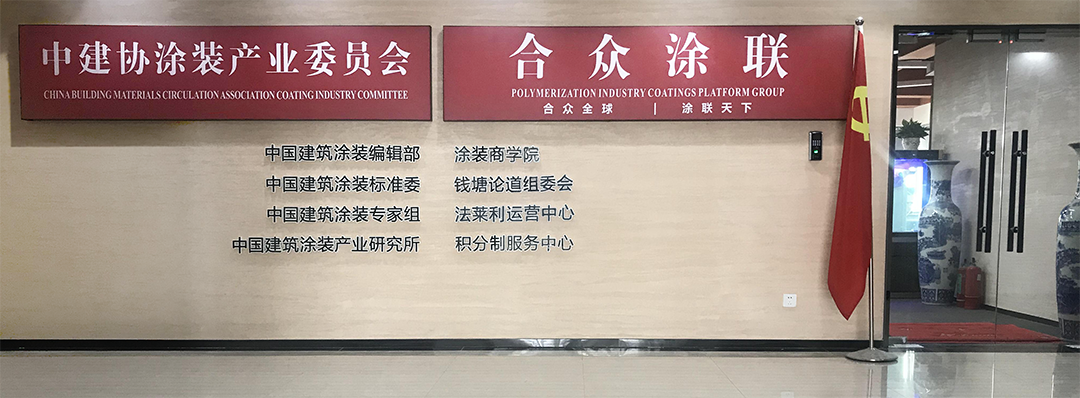 中建协涂装产业委员会
CHINA BUILDING MATERIALS CIRCULATION ASSOCIATION COATING INDUSTRY COMMITTEE
合众涂联
POLYMERIZATION INDUSTRY COATINGS PLATFORM GROUP
合众全球 | 涂联天下
中国建筑涂装编辑部
中国建筑涂装标准委
中国建筑涂装专家组
中国建筑涂装产业研究所
涂装商学院
钱塘论道组委会
法莱利运营中心
积分制服务中心